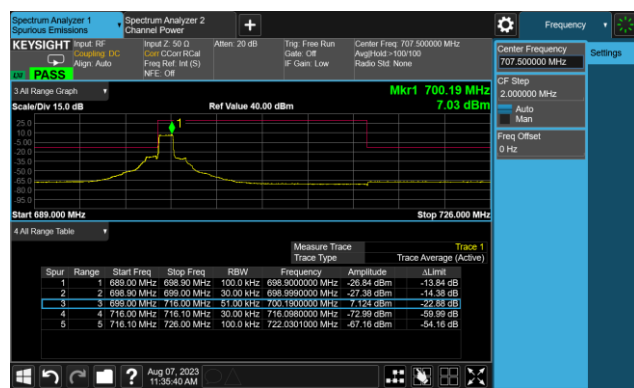 Spectrum Analyzer 1
Spurious Emissions
Spectrum Analyzer 2
Channel Power
Frequency
KEYSIGHT
Input: RF
Coupling: DC
Align: Auto
Input Z: 50 Ω
Corr CCorr RCal
Freq Ref: Int (S)
NFE: Off
Atten: 20 dB
Trig: Free Run
Gate: Off
IF Gain: Low
Center Freq: 707.500000 MHz
Avg|Hold:>100/100
Radio Std: None
PASS
Center Frequency
707.500000 MHz
Settings
CF Step
2.000000 MHz
Auto
Man
Freq Offset
0 Hz
3 All Range Graph
Mkr1 700.19 MHz
Scale/Div 15.0 dB
Ref Value 40.00 dBm
7.03 dBm
25.0
10.0
-5.00
-20.0
-35.0
-50.0
-65.0
-80.0
-95.0
1
Start 689.000 MHz
Stop 726.000 MHz
4 All Range Table
Measure Trace Trace 1
Trace Type Trace Average (Active)
Spur Range Start Freq Stop Freq RBW Frequency Amplitude ΔLimit
1 1 689.00 MHz 698.90 MHz 100.0 kHz 698.9000000 MHz -26.84 dBm -13.84 dB
2 2 698.90 MHz 699.00 MHz 30.00 kHz 698.9990000 MHz -27.38 dBm -14.38 dB
3 3 699.00 MHz 716.00 MHz 51.00 kHz 700.1900000 MHz 7.124 dBm -22.88 dB
4 4 716.00 MHz 716.10 MHz 30.00 kHz 716.0980000 MHz -72.99 dBm -59.99 dB
5 5 716.10 MHz 726.00 MHz 100.0 kHz 722.0301000 MHz -67.16 dBm -54.16 dB
?
Aug 07, 2023
11:35:40 AM